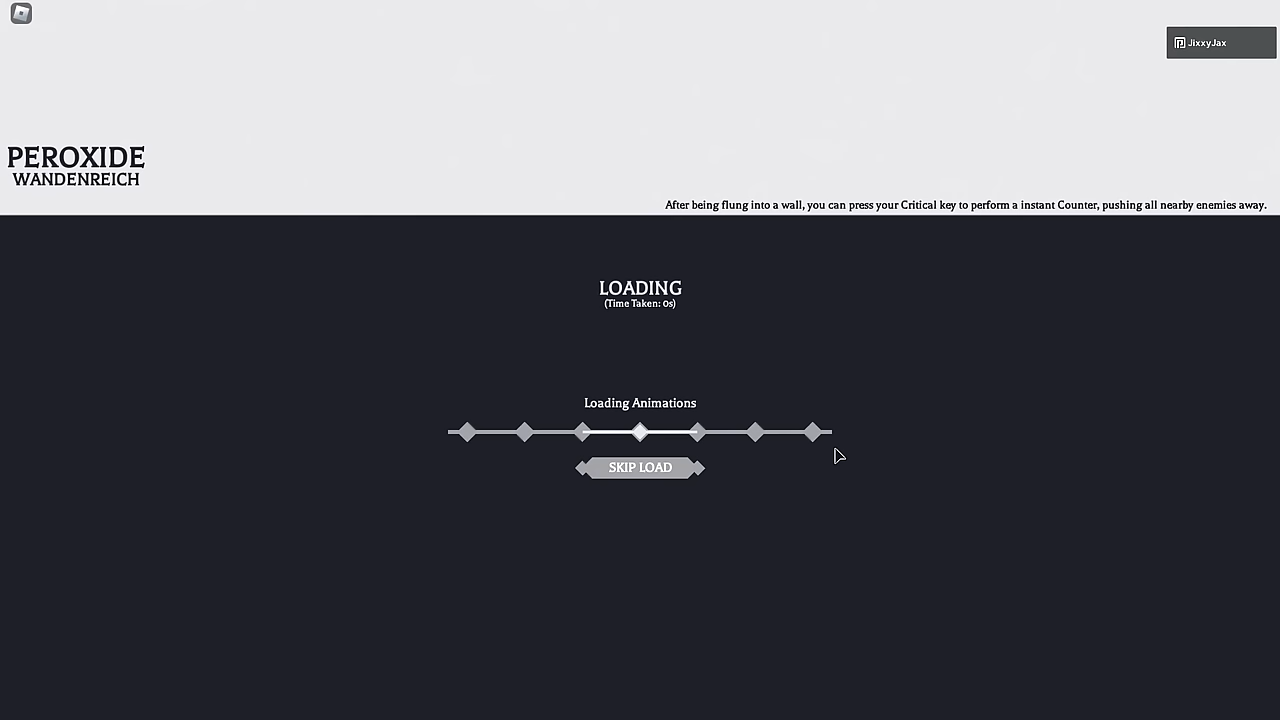 JixxyJax
PEROXIDE
WANDENREICH
After being flung into a wall, you can press your Critical key to perform a instant Counter, pushing all nearby enemies away.
LOADING
(Time Taken: 0s)
Loading Animations
SKIP LOAD